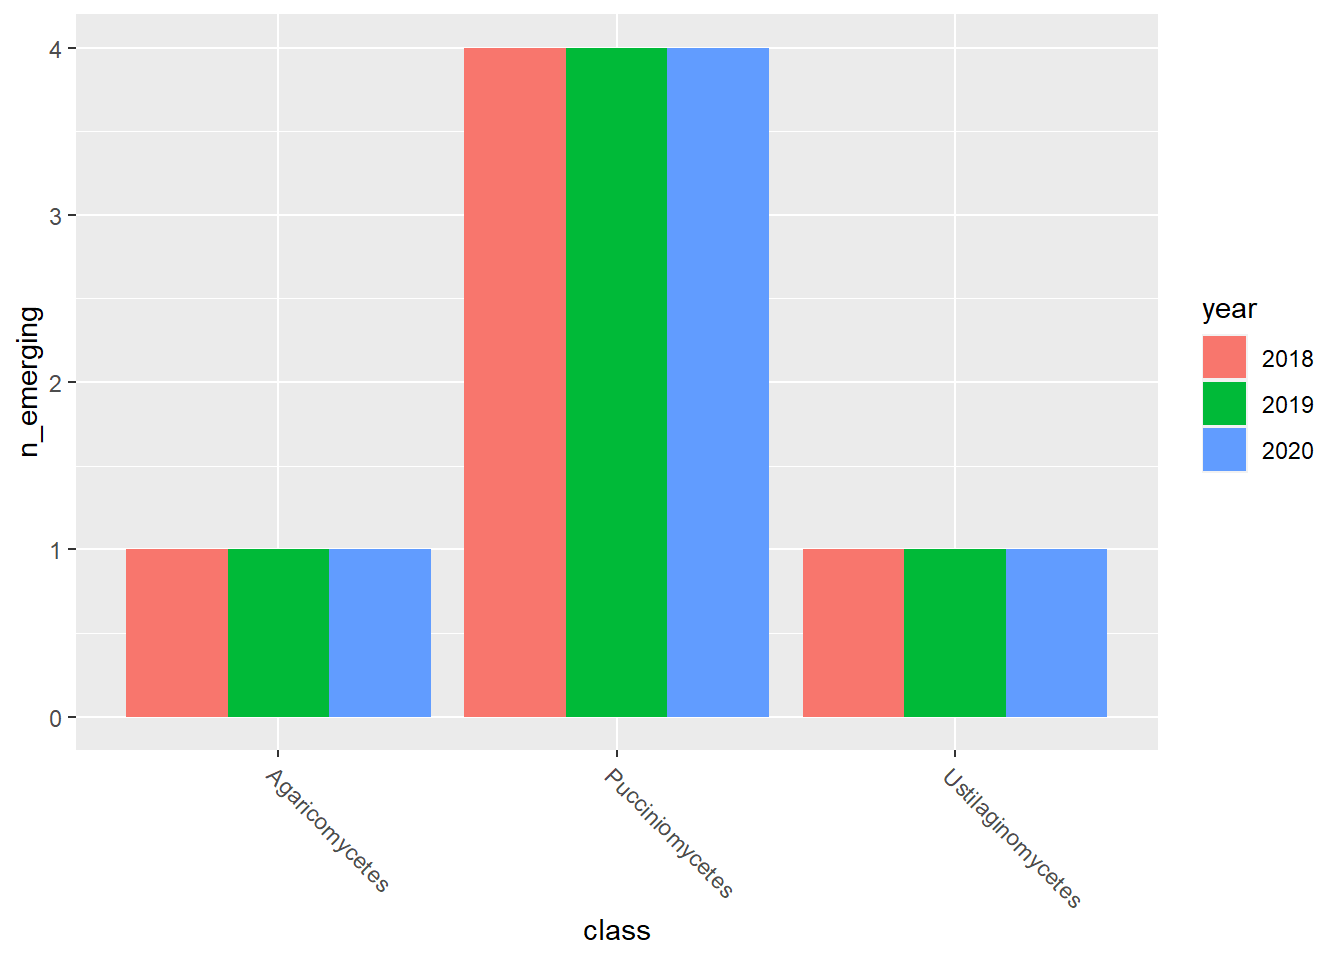 4
3
2
1
0
n_emerging
Agaricomycetes
Pucciniomycetes
Ustilaginomycetes
class
year
2018
2019
2020